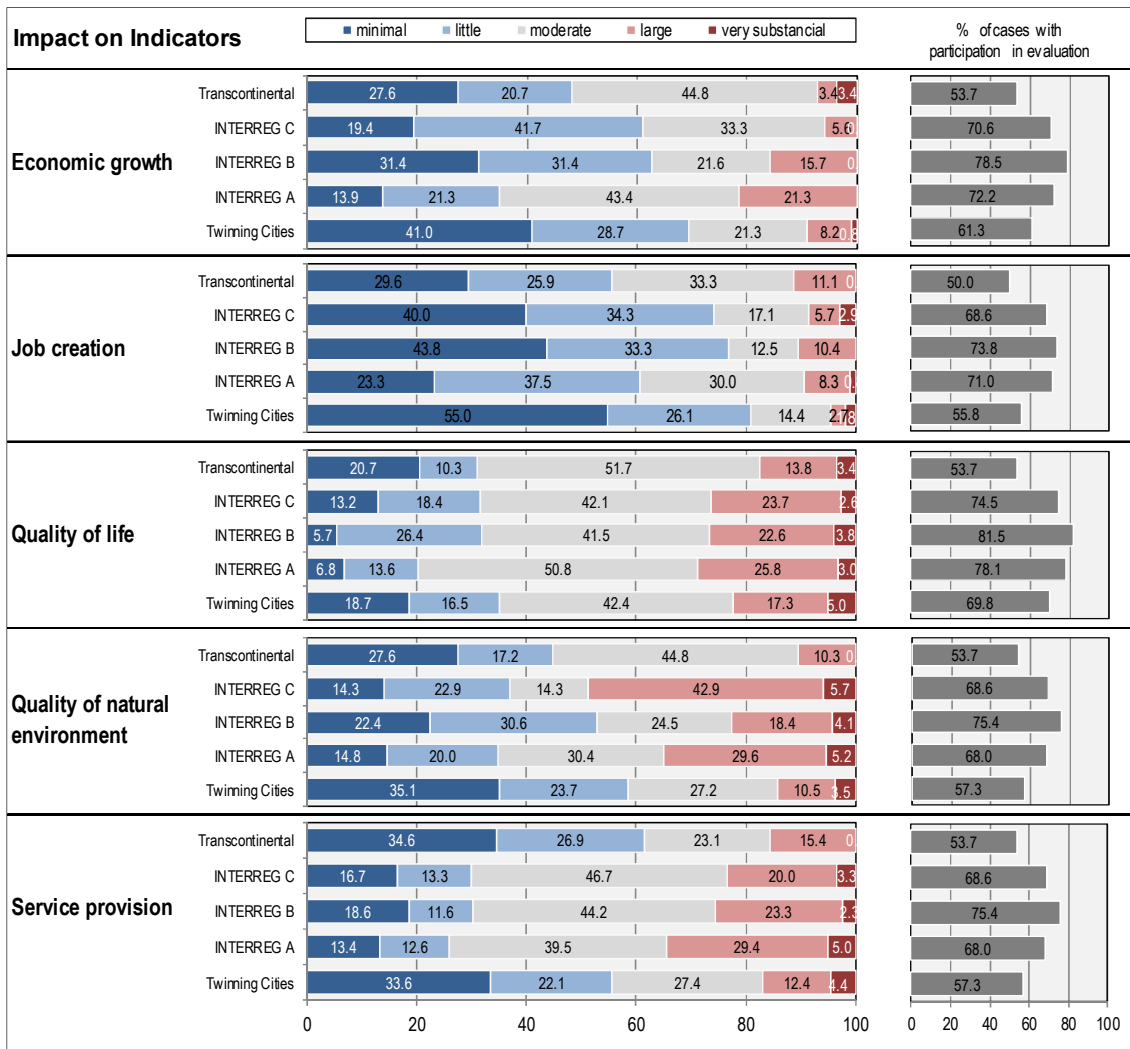 Impact on Indicators
minimal little moderate large very substancial
% of cases with
participation in evaluation
Economic growth
Transcontinental 27.6 20.7 44.8 3.4 3.4 53.7
INTERREG C 19.4 41.7 33.3 5.6 0. 70.6
INTERREG B 31.4 31.4 21.6 15.7 0. 78.5
INTERREG A 13.9 21.3 43.4 21.3 72.2
Twinning Cities 41.0 28.7 21.3 8.2 0.8 61.3
Job creation
Transcontinental 29.6 25.9 33.3 11.1 0. 50.0
INTERREG C 40.0 34.3 17.1 5.7 2.9 68.6
INTERREG B 43.8 33.3 12.5 10.4 73.8
INTERREG A 23.3 37.5 30.0 8.3 0. 71.0
Twinning Cities 55.0 26.1 14.4 2.7 55.8
Quality of life
Transcontinental 20.7 10.3 51.7 13.8 3.4 53.7
INTERREG C 13.2 18.4 42.1 23.7 2.6 74.5
INTERREG B 5.7 26.4 41.5 22.6 3.8 81.5
INTERREG A 6.8 13.6 50.8 25.8 3.0 78.1
Twinning Cities 18.7 16.5 42.4 17.3 5.0 69.8
Quality of natural
environment
Transcontinental 27.6 17.2 44.8 10.3 0. 53.7
INTERREG C 14.3 22.9 14.3 42.9 5.7 68.6
INTERREG B 22.4 30.6 24.5 18.4 4.1 75.4
INTERREG A 14.8 20.0 30.4 29.6 5.2 68.0
Twinning Cities 35.1 23.7 27.2 10.5 3.5 57.3
Service provision
Transcontinental 34.6 26.9 23.1 15.4 0. 53.7
INTERREG C 16.7 13.3 46.7 20.0 3.3 68.6
INTERREG B 18.6 11.6 44.2 23.3 2.3 75.4
INTERREG A 13.4 12.6 39.5 29.4 5.0 68.0
Twinning Cities 33.6 22.1 27.4 12.4 4.4 57.3
0 20 40 60 80 100
0 20 40 60 80 100